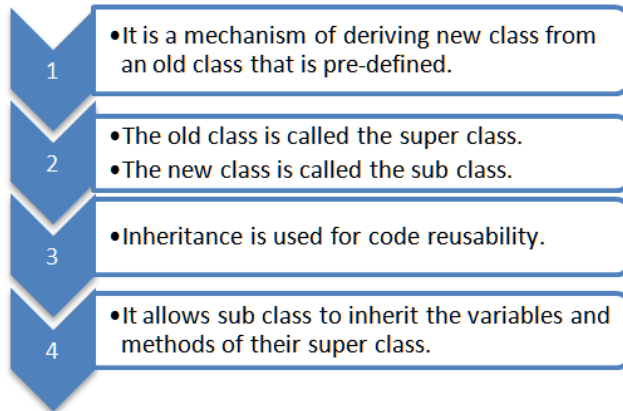 1
•It is a mechanism of deriving new class from
an old class that is pre-defined.
2
•The old class is called the super class.
•The new class is called the sub class.
3
•Inheritance is used for code reusability.
4
•It allows sub class to inherit the variables and
methods of their super class.